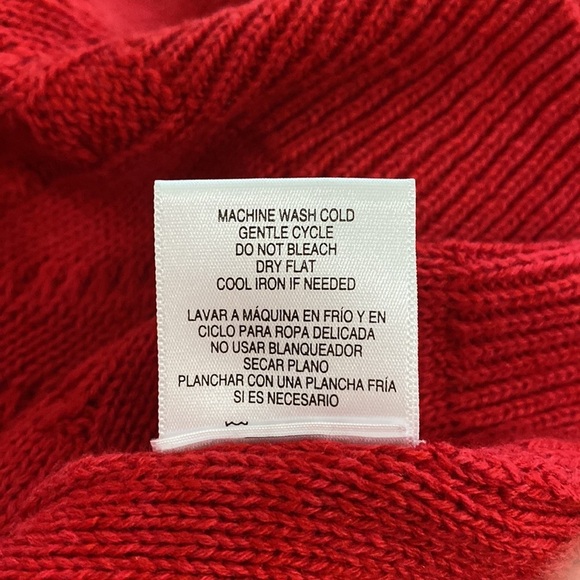 MACHINE WASH COLD
GENTLE CYCLE
DO NOT BLEACH
DRY FLAT
COOL IRON IF NEEDED
LAVAR A MÁQUINA EN FRÍO Y EN
CICLO PARA ROPA DELICADA
NO USAR BLANQUEADOR
SECAR PLANO
PLANCHAR CON UNA PLANCHA FRÍA
SI ES NECESARIO